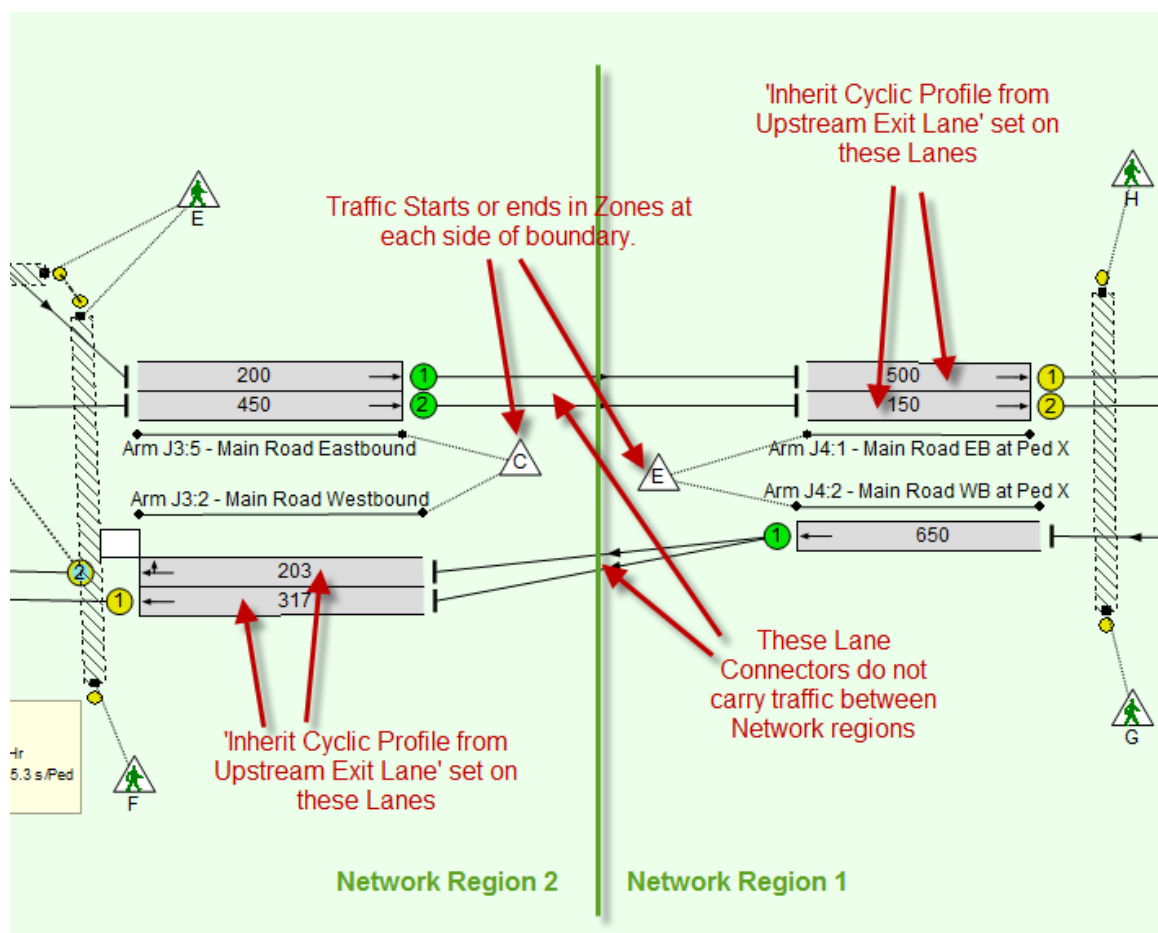 'Inherit Cyclic Profile from
Upstream Exit Lane' set on
these Lanes
H
E
Traffic Starts or ends in Zones at
each side of boundary.
200
1
500
1
450
2
150
2
Arm J3:5 - Main Road Eastbound
C
E
Arm J4:1 - Main Road EB at Ped X
Arm J3:2 - Main Road Westbound
Arm J4:2 - Main Road WB at Ped X
1
650
2
203
1
317
These Lane
Connectors do not
carry traffic between
Network regions
'Inherit Cyclic Profile from
Upstream Exit Lane' set on
these Lanes
Hr
5.3 s/Ped
F
G
Network Region 2
Network Region 1